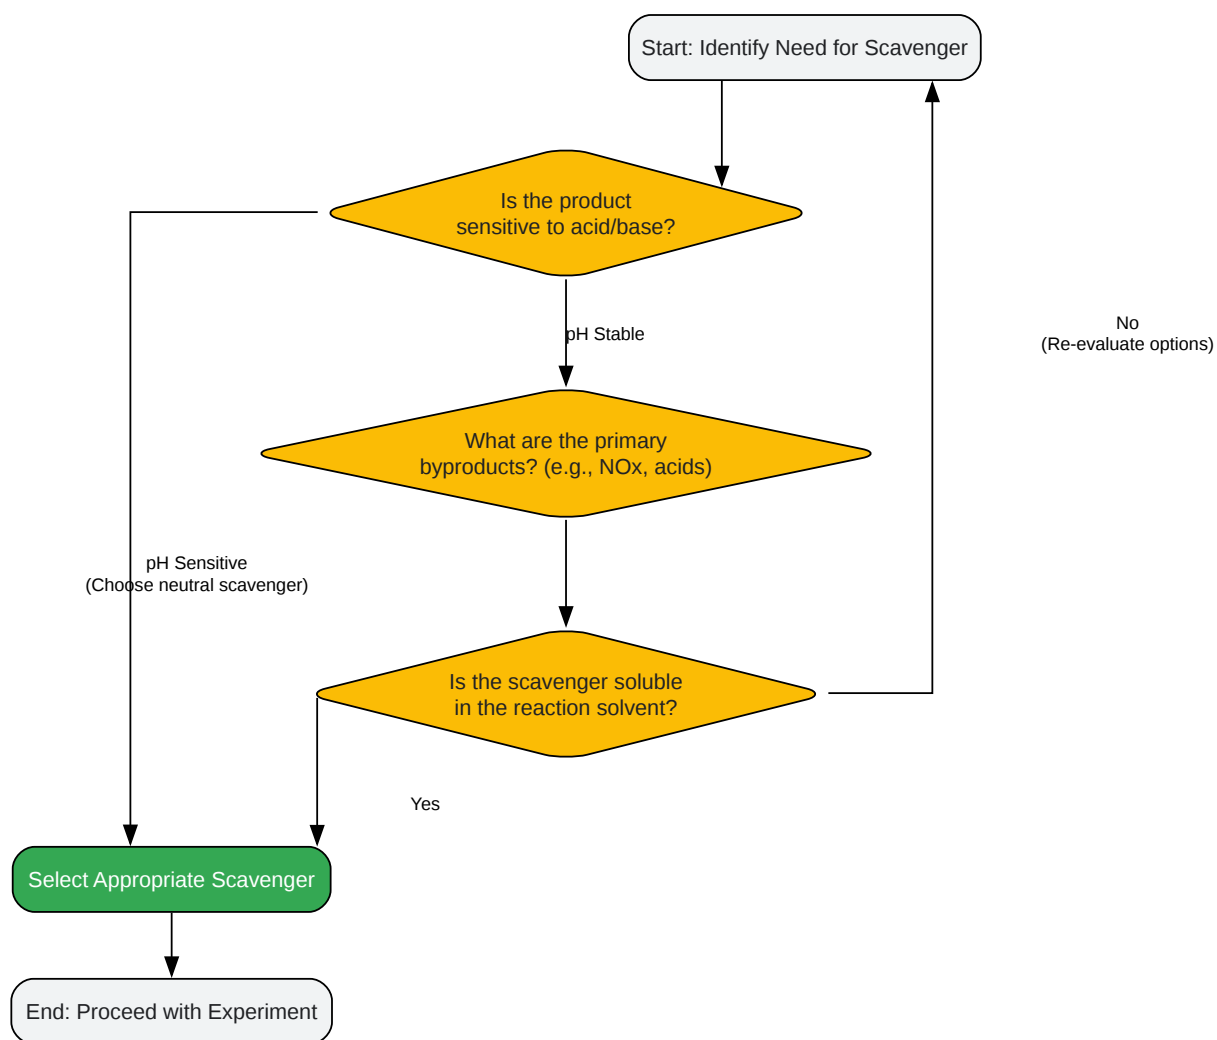 Start: Identify Need for Scavenger
Is the product
sensitive to acid/base?
pH Stable
No
(Re-evaluate options)
What are the primary
byproducts? (e.g., NOx, acids)
pH Sensitive
(Choose neutral scavenger)
Is the scavenger soluble
in the reaction solvent?
Yes
Select Appropriate Scavenger
End: Proceed with Experiment